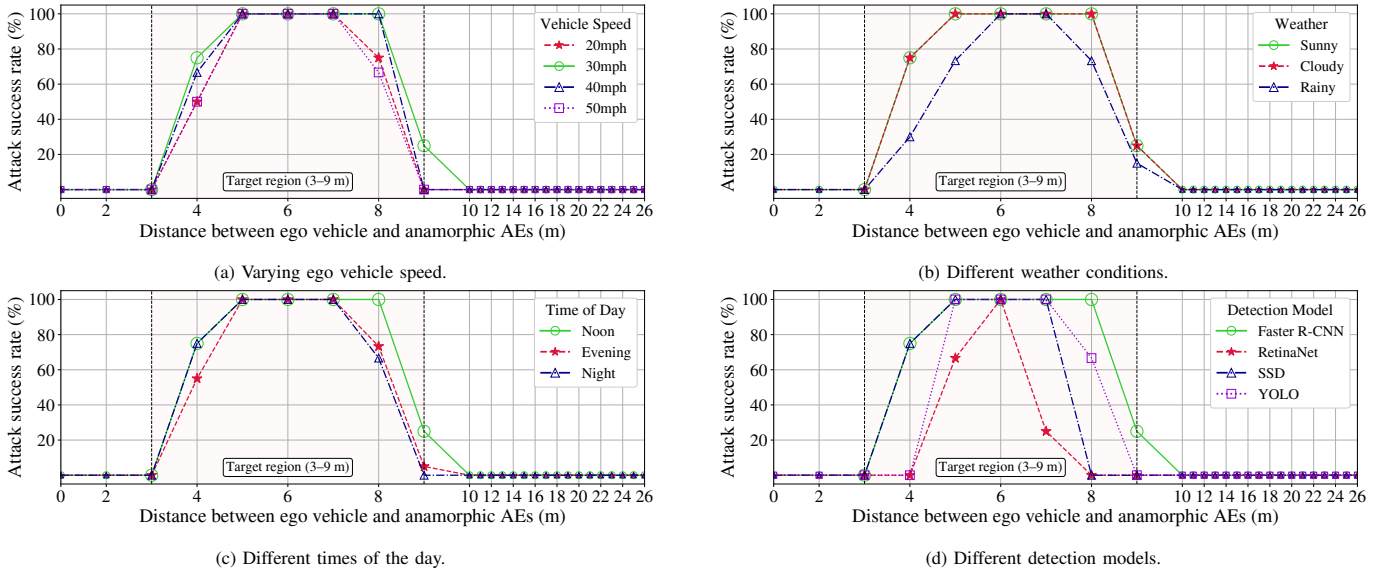 Attack success rate (%)
100
80
60
40
20
Vehicle Speed
20mph
30mph
40mph
50mph
Target region (3–9 m)
0 2 4 6 8 10 12 14 16 18 20 22 24 26
Distance between ego vehicle and anamorphic AEs (m)
(a) Varying ego vehicle speed.
Attack success rate (%)
100
80
60
40
20
Weather
Sunny
Cloudy
Rainy
Target region (3–9 m)
0 2 4 6 8 10 12 14 16 18 20 22 24 26
Distance between ego vehicle and anamorphic AEs (m)
(b) Different weather conditions.
Attack success rate (%)
100
80
60
40
20
Time of Day
Noon
Evening
Night
Target region (3–9 m)
0 2 4 6 8 10 12 14 16 18 20 22 24 26
Distance between ego vehicle and anamorphic AEs (m)
(c) Different times of the day.
Attack success rate (%)
100
80
60
40
20
Detection Model
Faster R-CNN
RetinaNet
SSD
YOLO
Target region (3–9 m)
0 2 4 6 8 10 12 14 16 18 20 22 24 26
Distance between ego vehicle and anamorphic AEs (m)
(d) Different detection models.